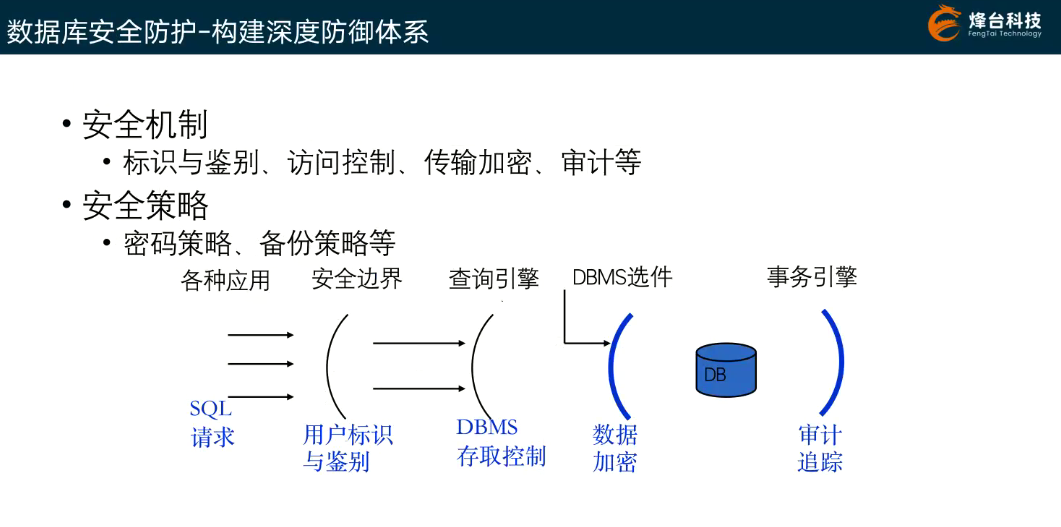 数据库安全防护-构建深度防御体系
烽台科技
FengTai Technology
• 安全机制
• 标识与鉴别、访问控制、传输加密、审计等
• 安全策略
• 密码策略、备份策略等
各种应用 安全边界 查询引擎 DBMS选件 事务引擎
DB
SQL
请求
用户标识
与鉴别
DBMS
存取控制
数据
加密
审计
追踪